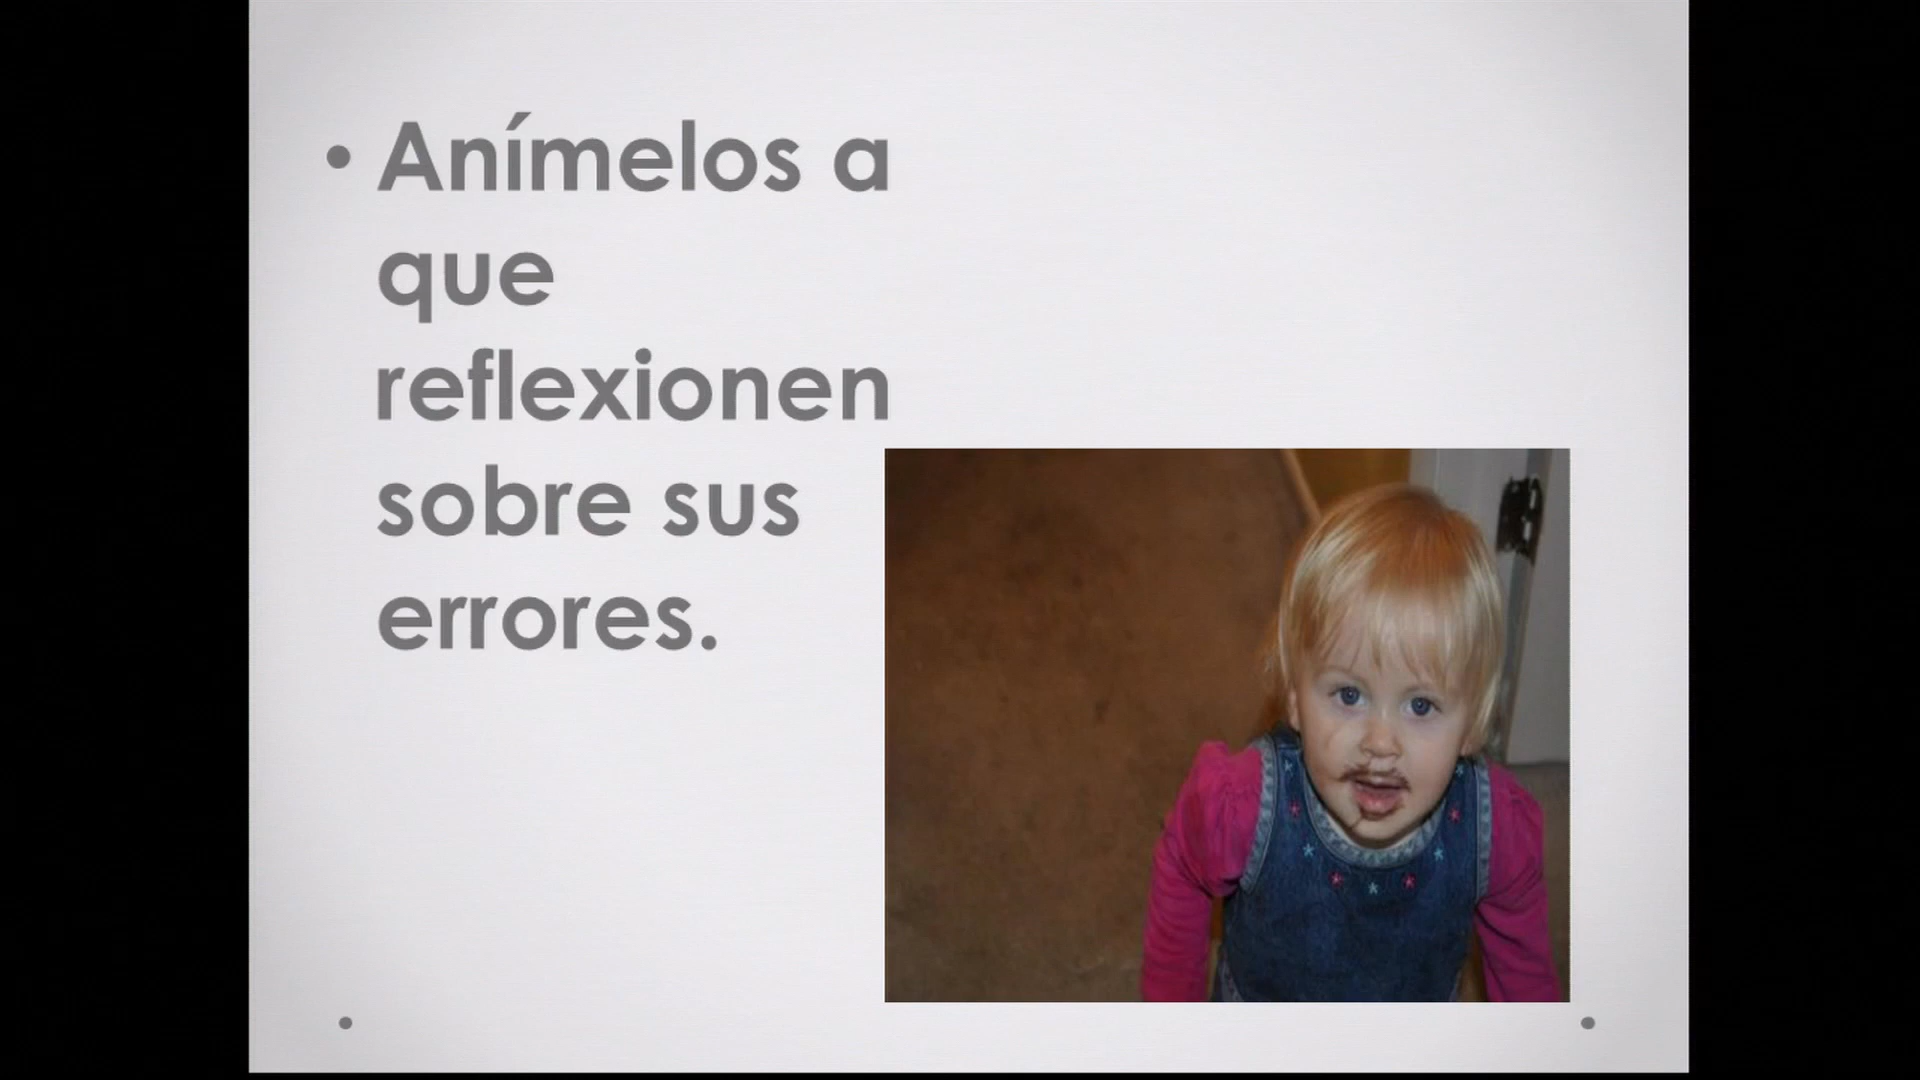 • Anímelos a
que
reflexionen
sobre sus
errores.